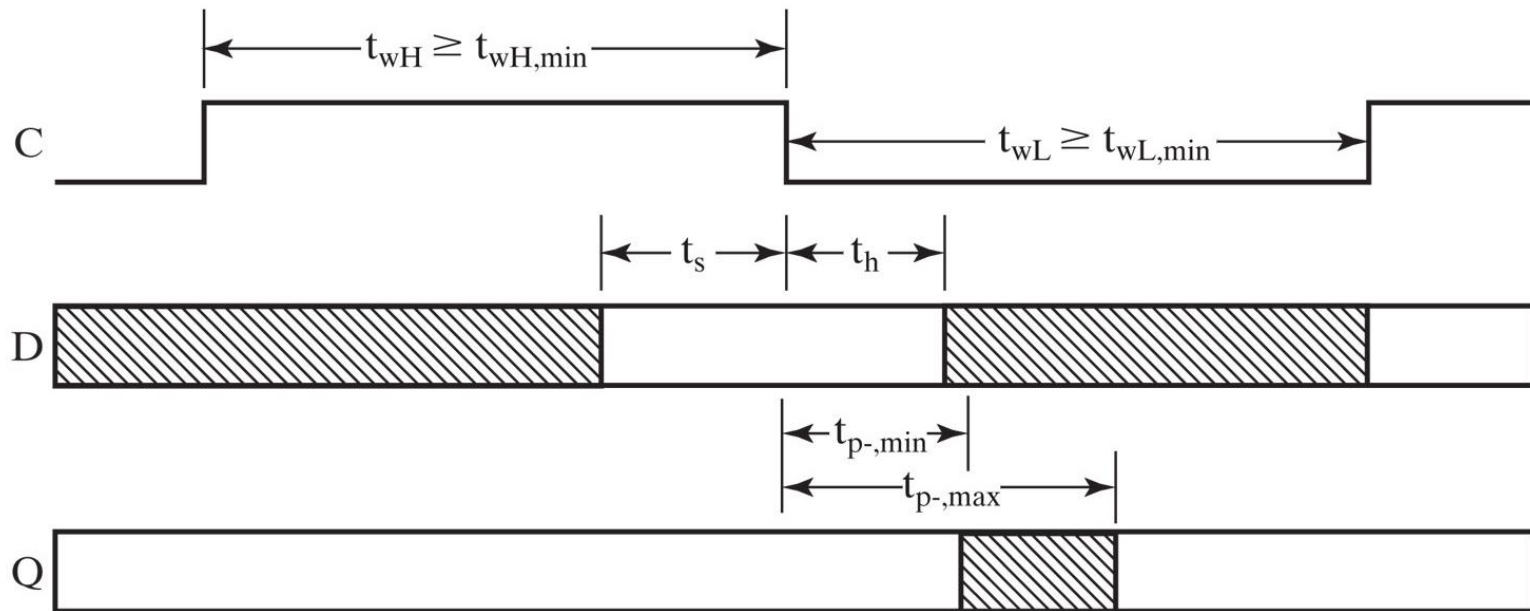 t_wH ≥ t_wH,min
C
t_wL ≥ t_wL,min
t_s
t_h
D
t_p-,min
t_p-,max
Q